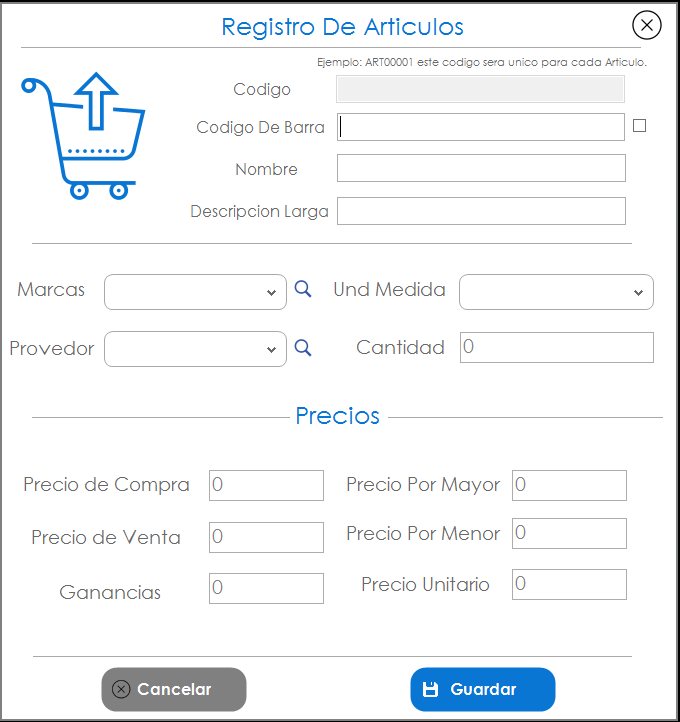 Registro De Articulos
Ejemplo: ART00001 este codigo sera unico para cada Articulo.
Codigo
Codigo De Barra
Nombre
Descripcion Larga
Marcas
Und Medida
Provedor
Cantidad 0
Precios
Precio de Compra 0
Precio Por Mayor 0
Precio de Venta 0
Precio Por Menor 0
Ganancias 0
Precio Unitario 0
Cancelar
Guardar